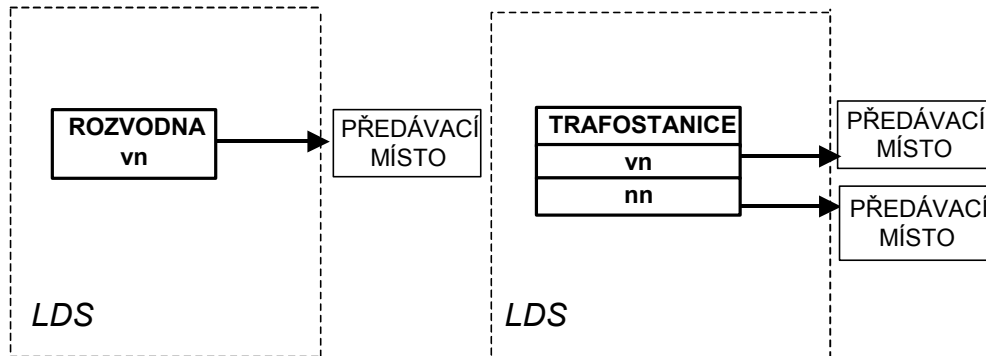 ROZVODNA
vn
PŘEDÁVACÍ
MÍSTO
LDS
TRAFOSTANICE
vn
nn
PŘEDÁVACÍ
MÍSTO
PŘEDÁVACÍ
MÍSTO
LDS